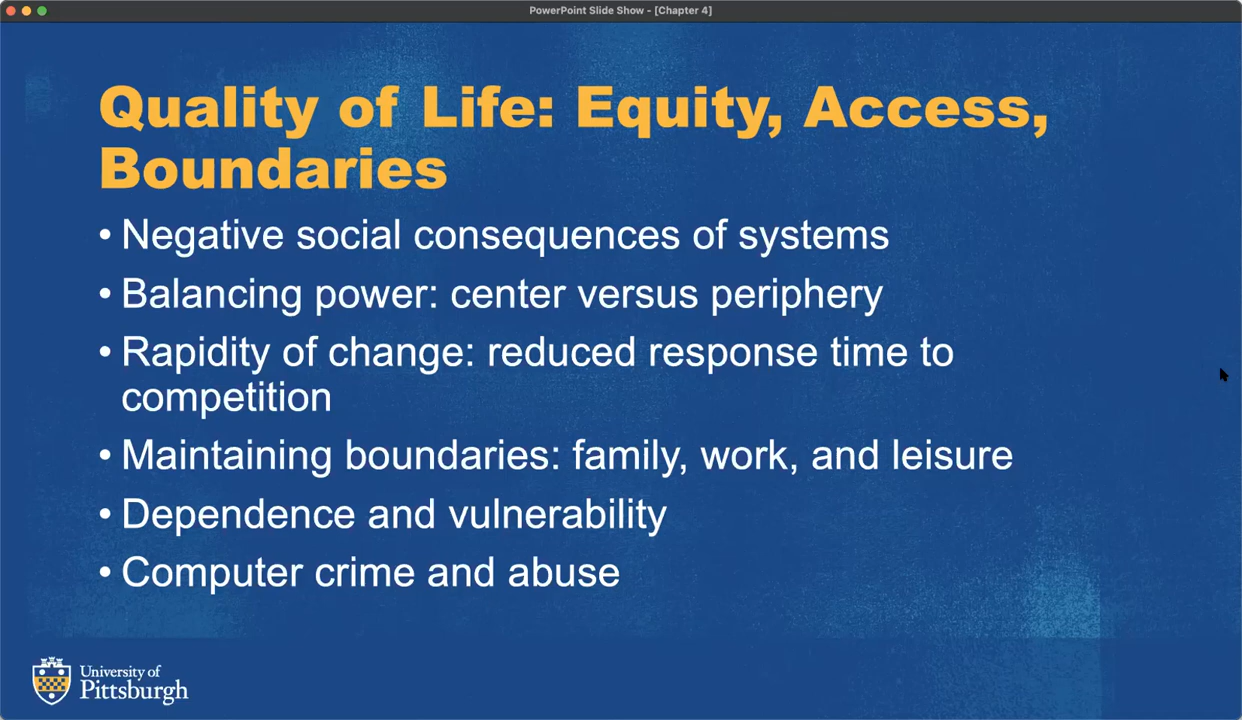 PowerPoint Slide Show - [Chapter 4]
Quality of Life: Equity, Access,
Boundaries
• Negative social consequences of systems
• Balancing power: center versus periphery
• Rapidity of change: reduced response time to
competition
• Maintaining boundaries: family, work, and leisure
• Dependence and vulnerability
• Computer crime and abuse
University of
Pittsburgh